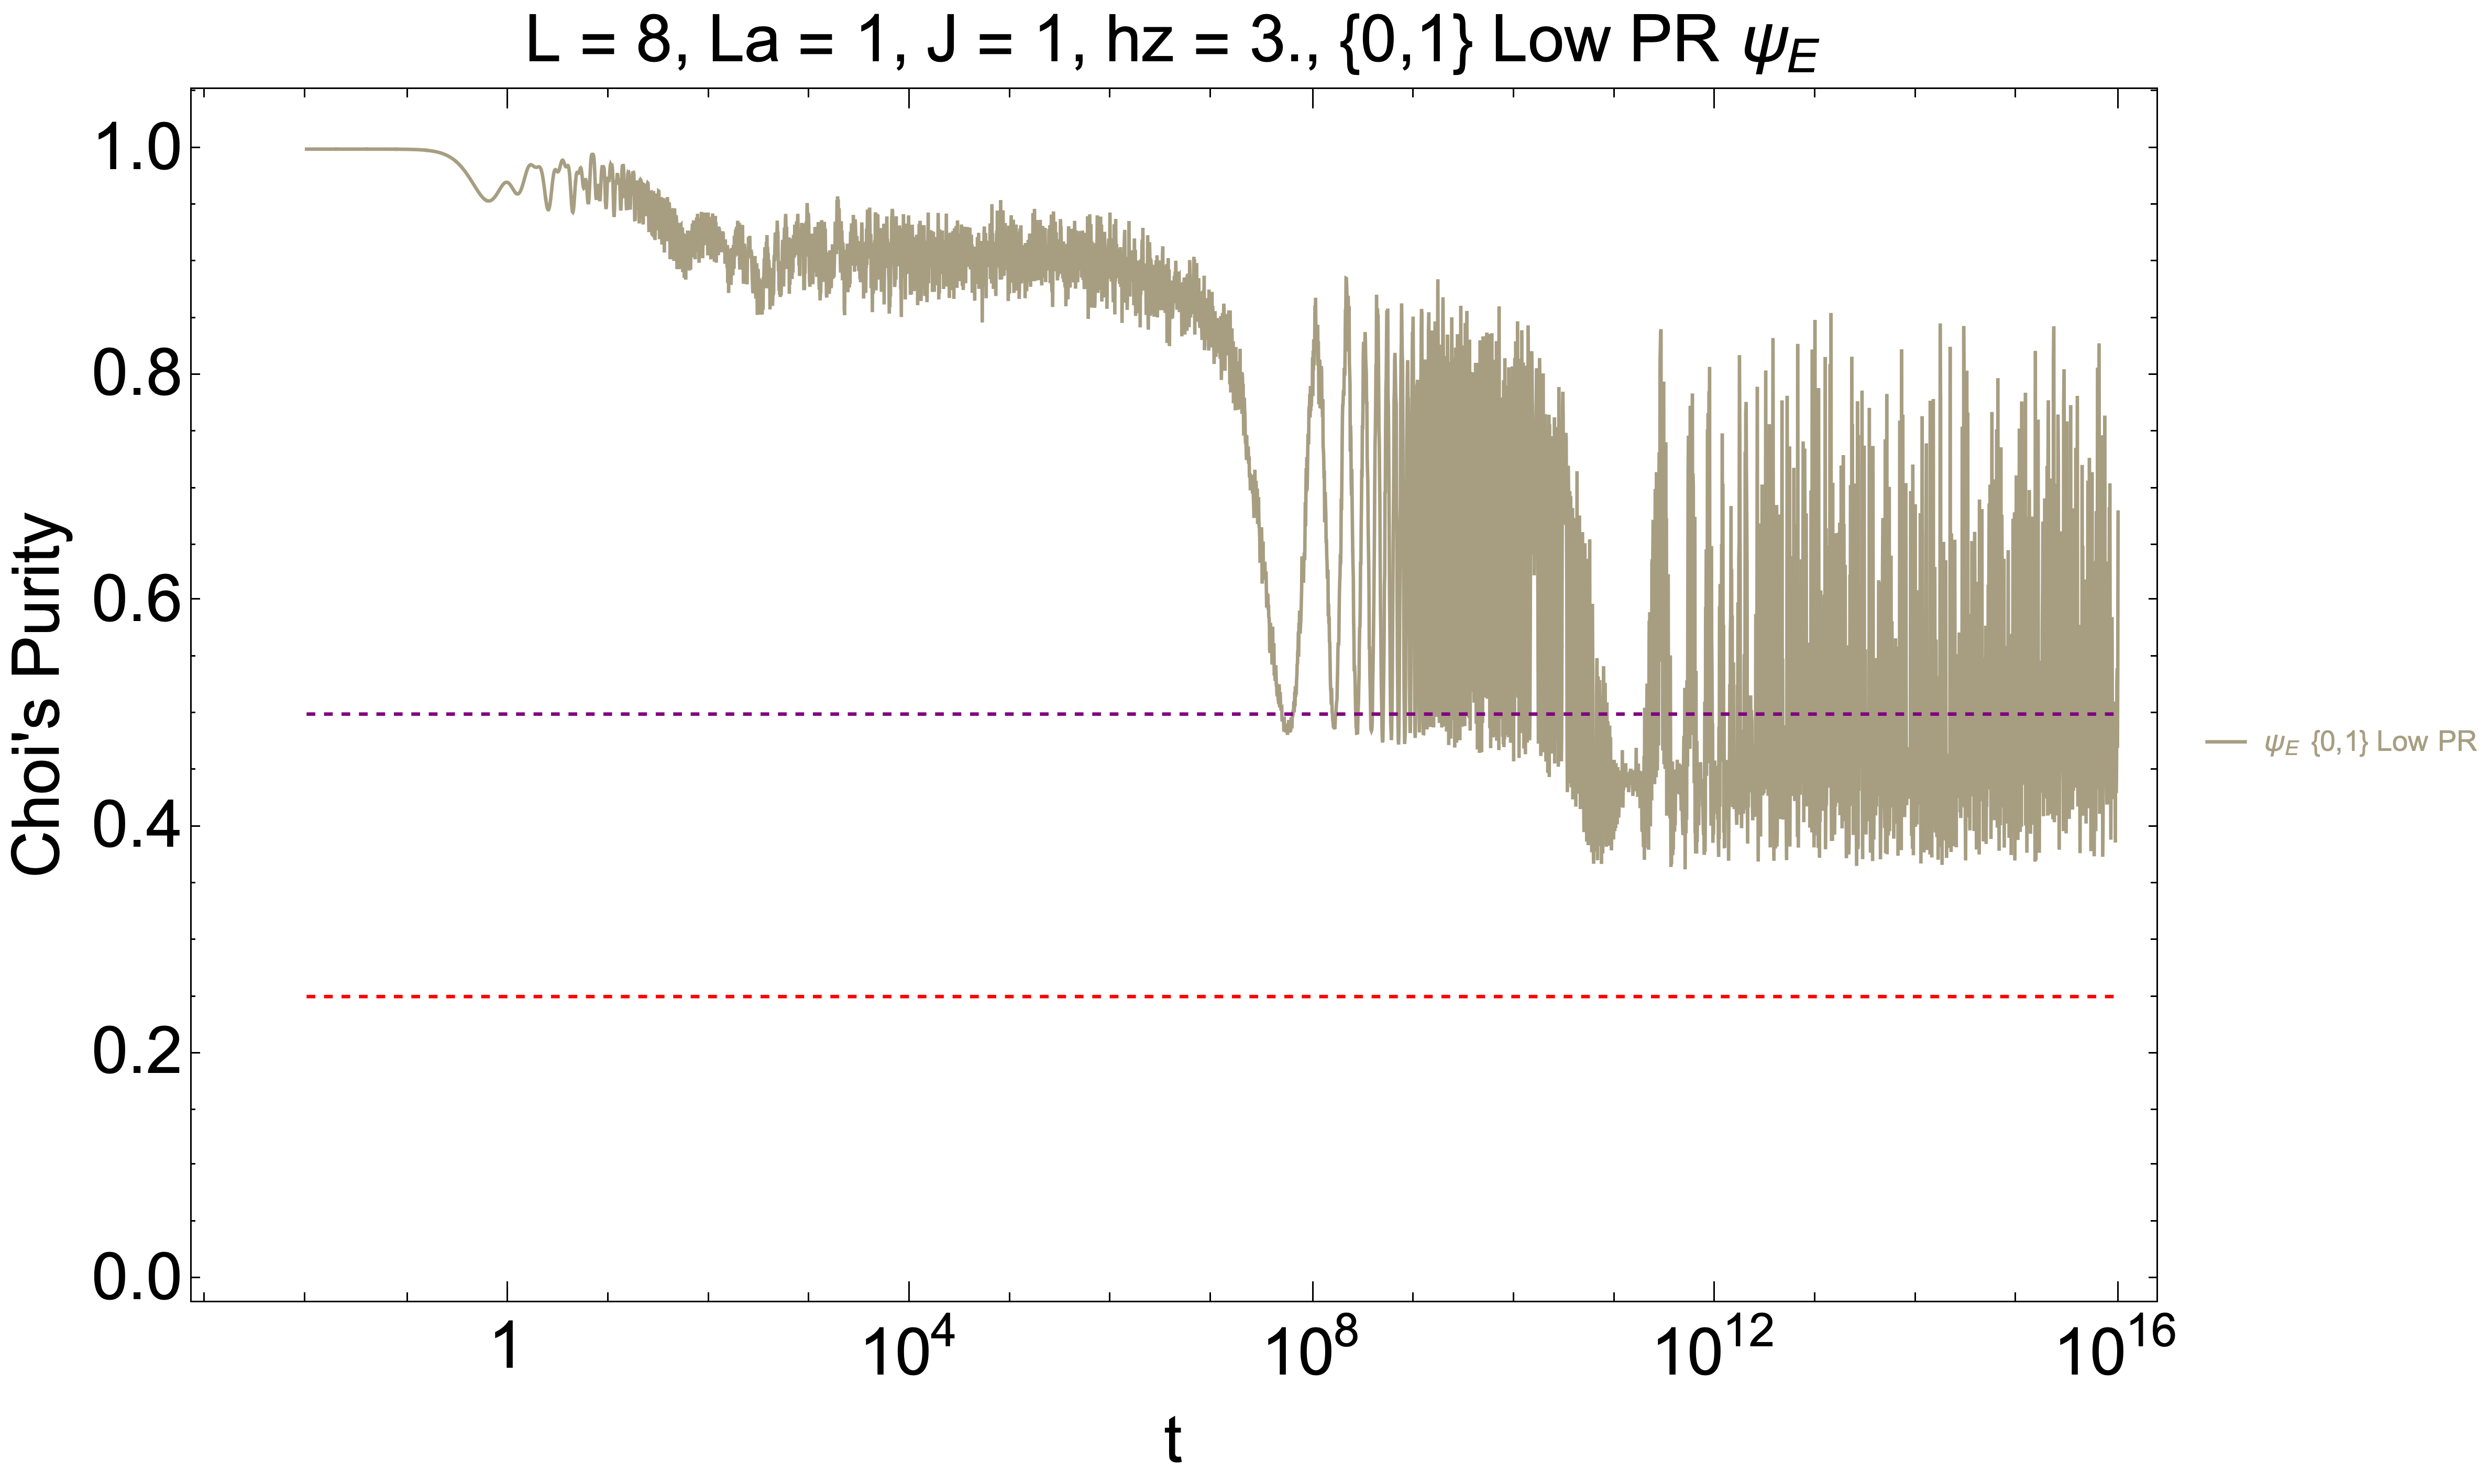 L = 8, La = 1, J = 1, hz = 3., {0,1} Low PR ψE
1.0
0.8
0.6
0.4
0.2
0.0
Choi's Purity
1
10^4
10^8
10^12
10^16
t
ψE {0,1} Low PR